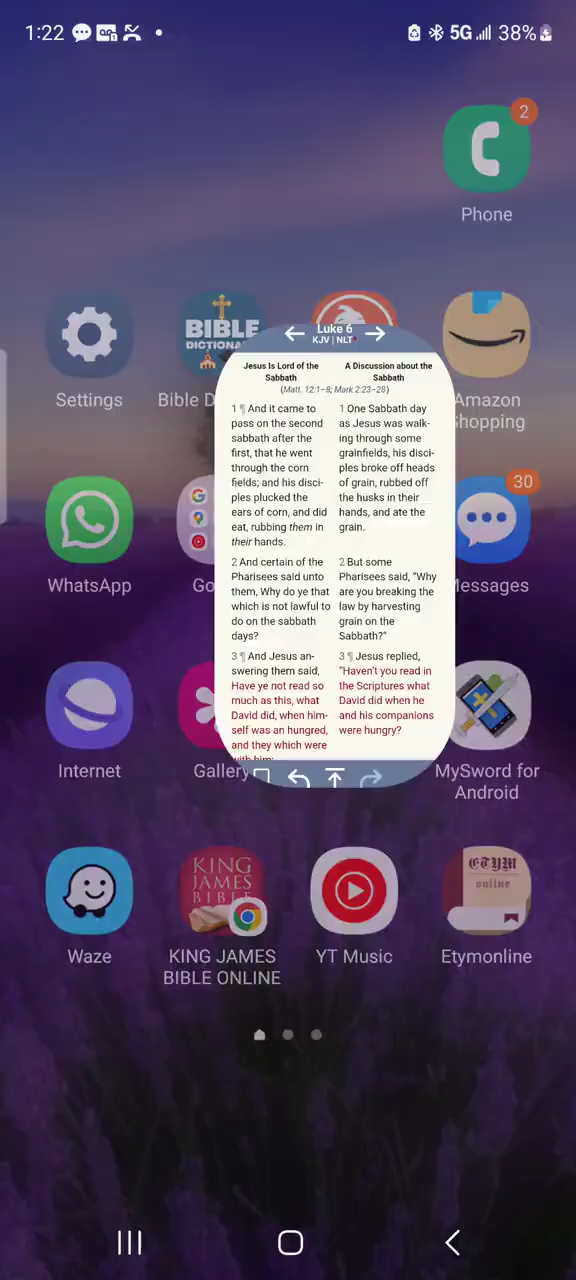 1:22
5G
38%
2
Phone
BIBLE
DICTIONA
Settings
Bible D
Amazon
Shopping
Luke 6
KJV | NLT
Jesus Is Lord of the
Sabbath
A Discussion about the
Sabbath
(Matt. 12:1–8; Mark 2:23–28)
1 ¶ And it came to
pass on the second
sabbath after the
first, that he went
through the corn
fields; and his disci-
ples plucked the
ears of corn, and did
eat, rubbing them in
their hands.
1 One Sabbath day
as Jesus was walk-
ing through some
grainfields, his disci-
ples broke off heads
of grain, rubbed off
the husks in their
hands, and ate the
grain.
2 And certain of the
Pharisees said unto
them, Why do ye that
which is not lawful to
do on the sabbath
days?
2 But some
Pharisees said, “Why
are you breaking the
law by harvesting
grain on the
Sabbath?”
3 ¶ And Jesus an-
swering them said,
Have ye not read so
much as this, what
David did, when him-
self was an hungred,
and they which were
with him;
3 ¶ Jesus replied,
“Haven't you read in
the Scriptures what
David did when he
and his companions
were hungry?
WhatsApp
Go
30
Messages
Internet
Gallery
MySword for
Android
Waze
KING
JAMES
BIBLE
KING JAMES
BIBLE ONLINE
YT Music
ETYM
online
Etymonline